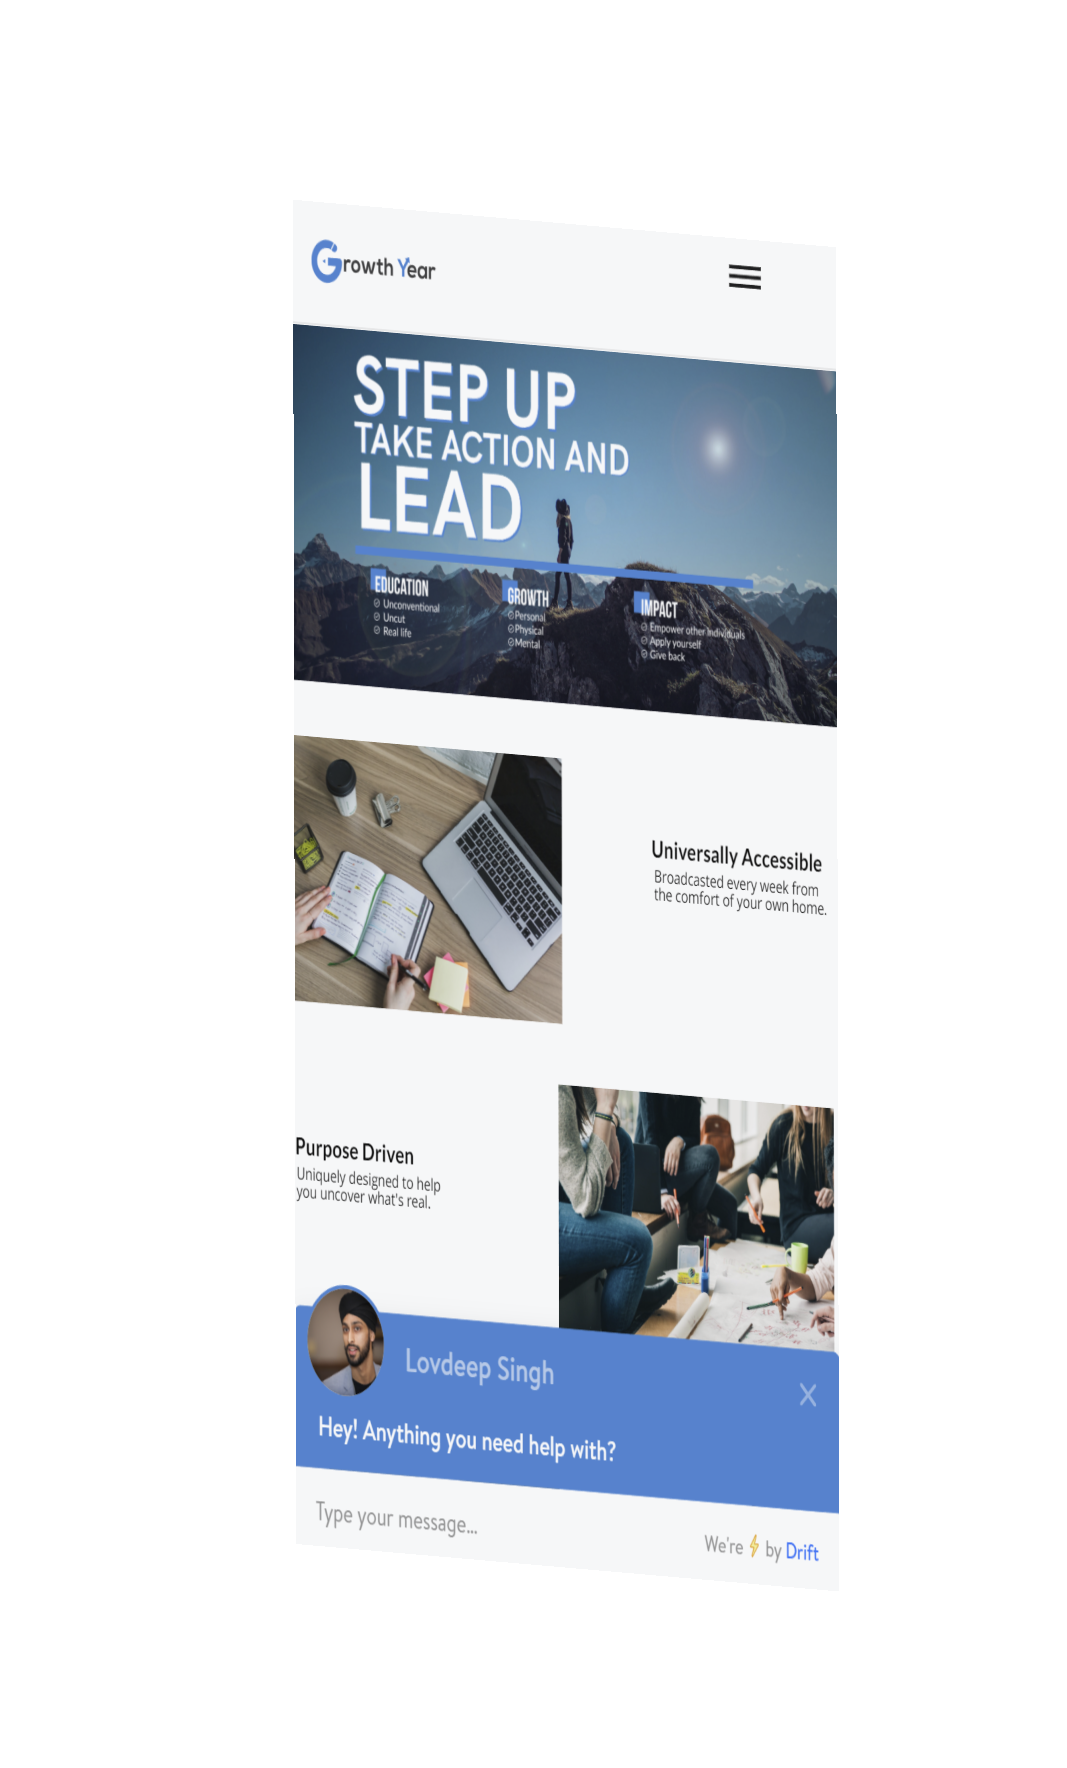 Growth Year
STEP UP
TAKE ACTION AND
LEAD
EDUCATION
Unconventional
Uncut
Real life
GROWTH
Personal
Physical
Mental
IMPACT
Empower other individuals
Apply yourself
Give back
Universally Accessible
Broadcasted every week from
the comfort of your own home.
Purpose Driven
Uniquely designed to help
you uncover what's real.
Lovdeep Singh
X
Hey! Anything you need help with?
Type your message...
We're ⚡ by Drift